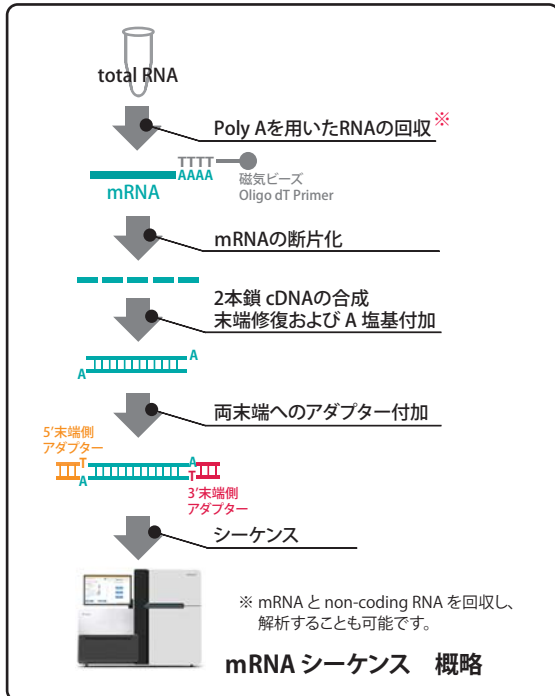 total RNA
Poly Aを用いたRNAの回収※
TTTT
AAAA
mRNA
磁気ビーズ
Oligo dT Primer
mRNAの断片化
2本鎖 cDNAの合成
末端修復および A 塩基付加
A
A
両末端へのアダプター付加
5'末端側
アダプター
T
A
A
T
3'末端側
アダプター
シーケンス
※ mRNA と non-coding RNA を回収し、
解析することも可能です。
mRNA シーケンス 概略